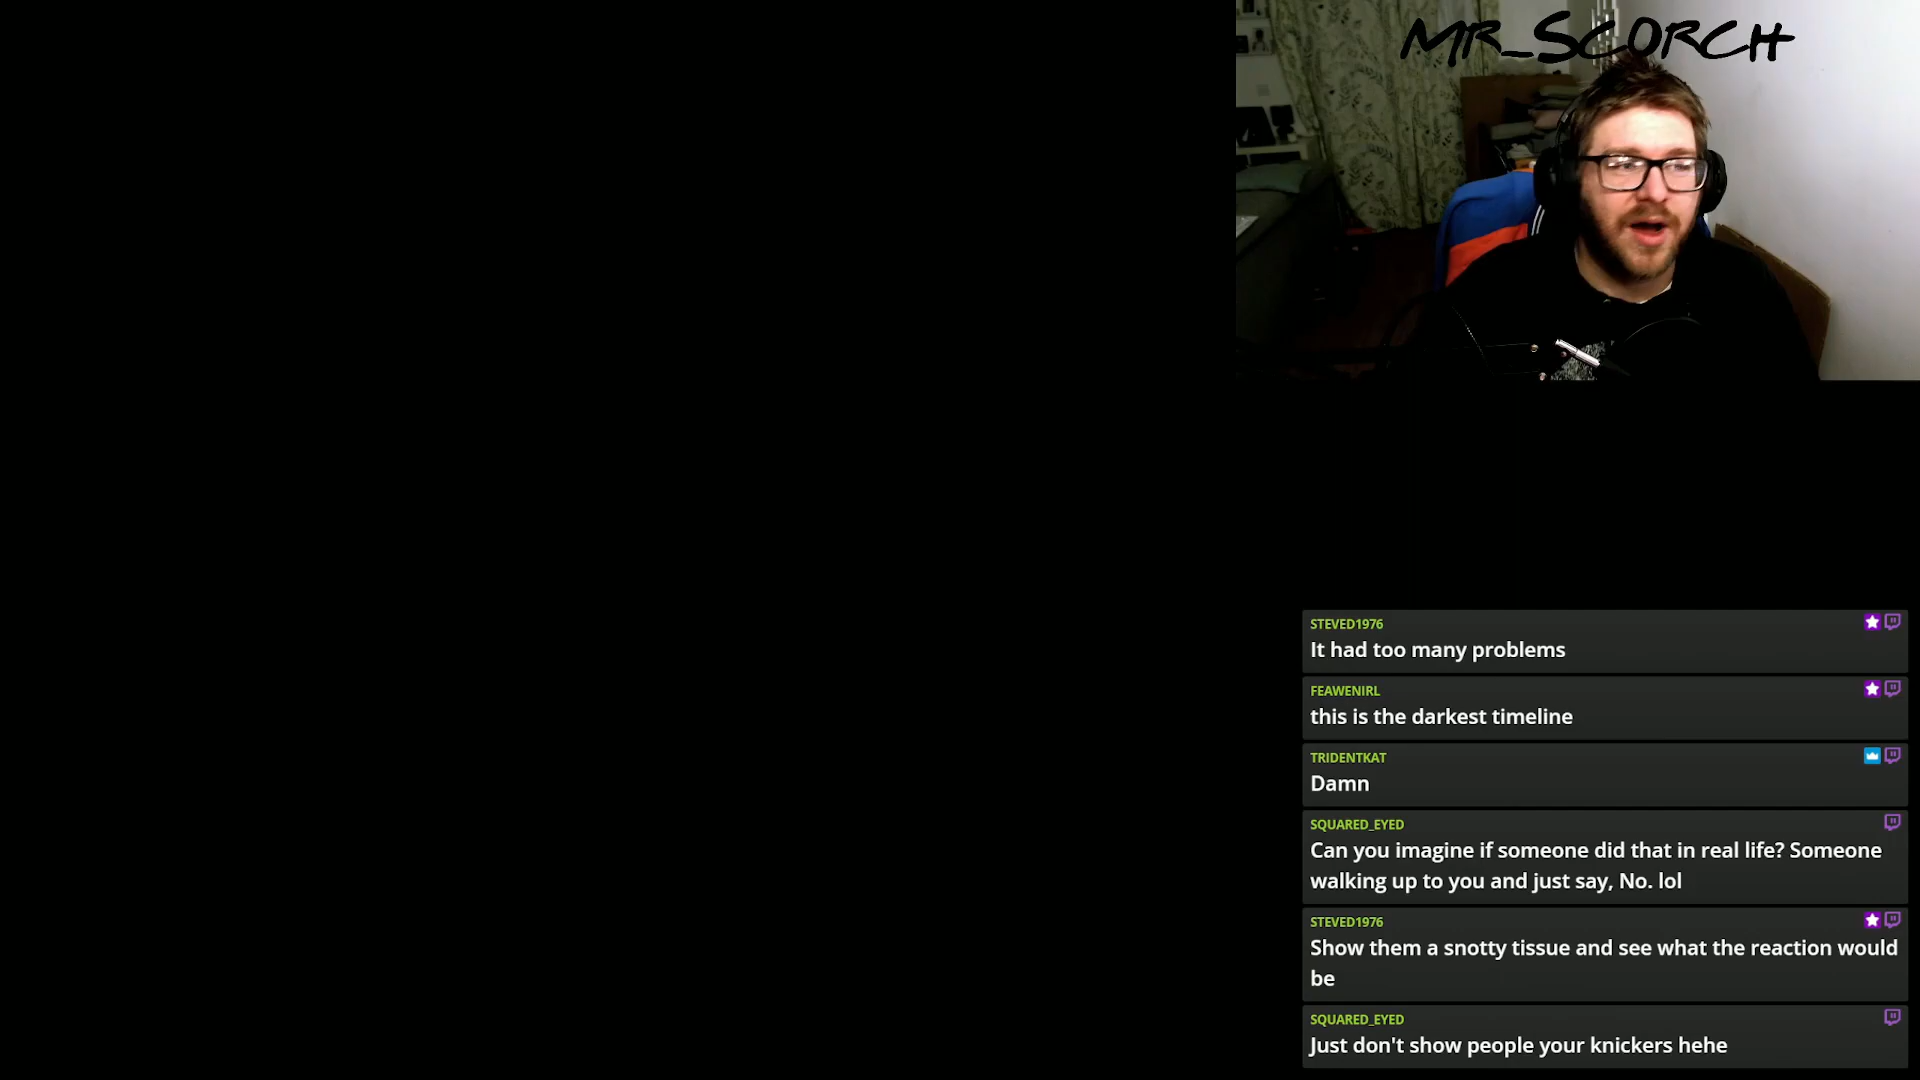 MR_SCORCH
STEVED1976
It had too many problems
FEAWENIRL
this is the darkest timeline
TRIDENTKAT
Damn
SQUARED_EYED
Can you imagine if someone did that in real life? Someone
walking up to you and just say, No. lol
STEVED1976
Show them a snotty tissue and see what the reaction would
be
SQUARED_EYED
Just don't show people your knickers hehe